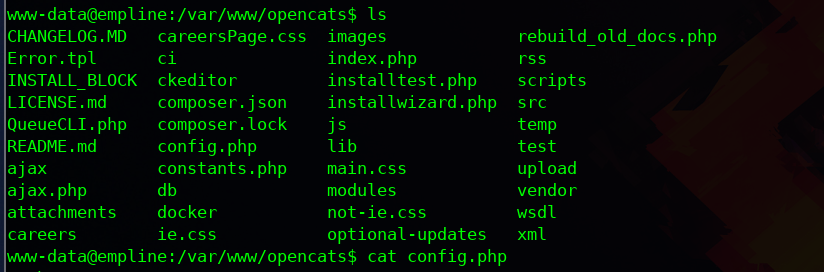 www-data@empline:/var/www/opencats$ ls
CHANGELOG.MD careersPage.css images rebuild_old_docs.php
Error.tpl ci index.php rss
INSTALL_BLOCK ckeditor installtest.php scripts
LICENSE.md composer.json installwizard.php src
QueueCLI.php composer.lock js temp
README.md config.php lib test
ajax constants.php main.css upload
ajax.php db modules vendor
attachments docker not-ie.css wsdl
careers ie.css optional-updates xml
www-data@empline:/var/www/opencats$ cat config.php